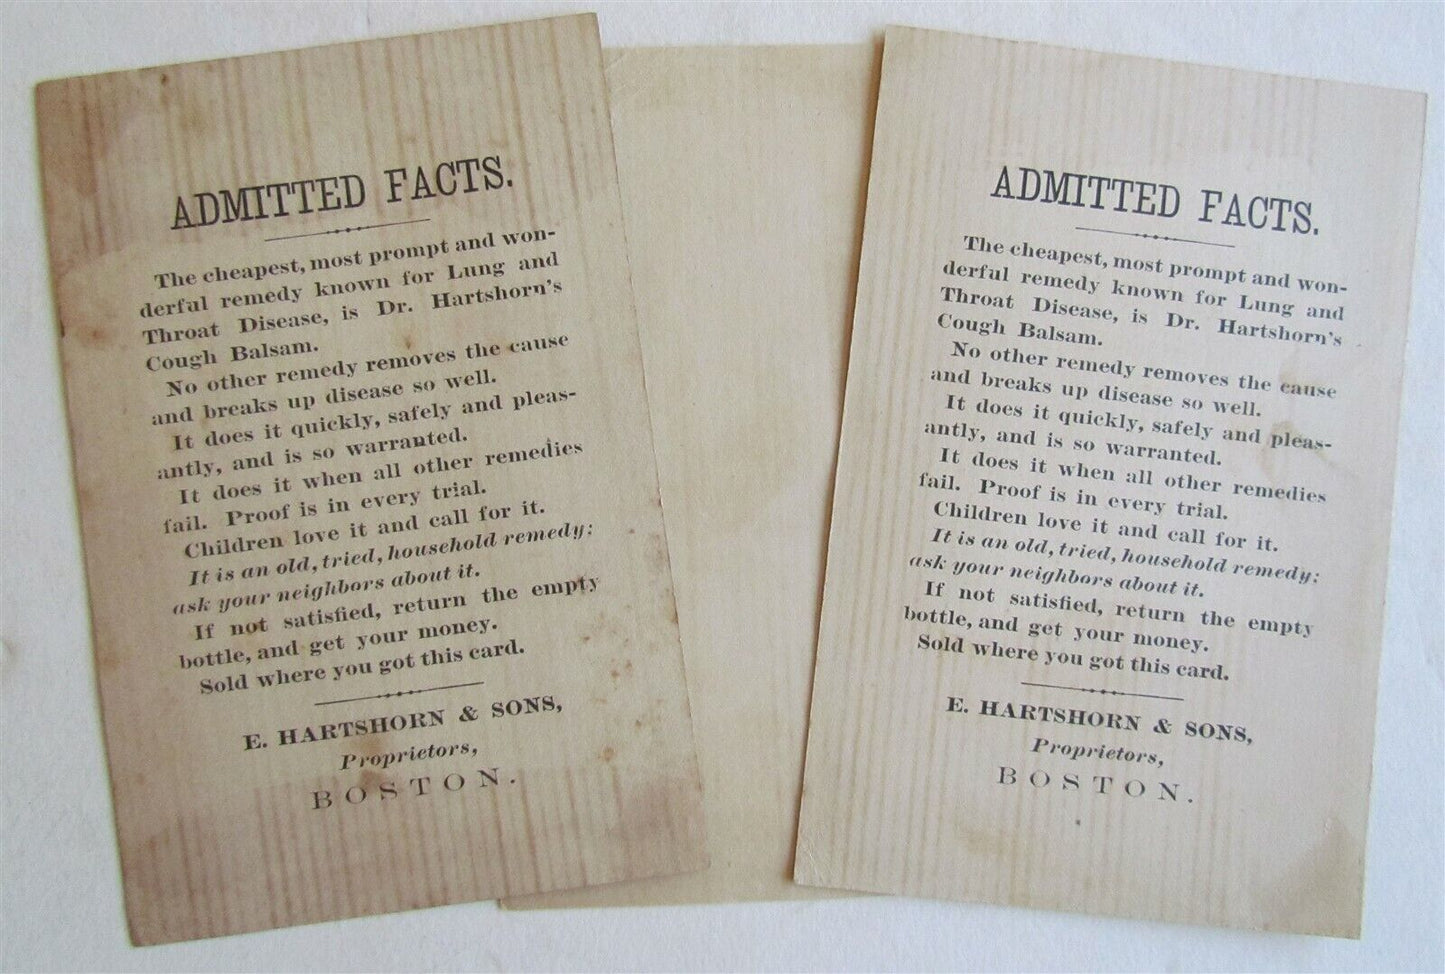 ADMITTED FACTS.
The cheapest, most prompt and won-
derful remedy known for Lung and
Throat Disease, is Dr. Hartshorn's
Cough Balsam.
No other remedy removes the cause
and breaks up disease so well.
It does it quickly, safely and pleas-
antly, and is so warranted.
It does it when all other remedies
fail. Proof is in every trial.
Children love it and call for it.
It is an old, tried, household remedy;
ask your neighbors about it.
If not satisfied, return the empty
bottle, and get your money.
Sold where you got this card.
E. HARTSHORN & SONS,
Proprietors,
BOSTON.
ADMITTED FACTS.
The cheapest, most prompt and won-
derful remedy known for Lung and
Throat Disease, is Dr. Hartshorn's
Cough Balsam.
No other remedy removes the cause
and breaks up disease so well.
It does it quickly, safely and pleas-
antly, and is so warranted.
It does it when all other remedies
fail. Proof is in every trial.
Children love it and call for it.
It is an old, tried, household remedy;
ask your neighbors about it.
If not satisfied, return the empty
bottle, and get your money.
Sold where you got this card.
E. HARTSHORN & SONS,
Proprietors,
BOSTON.